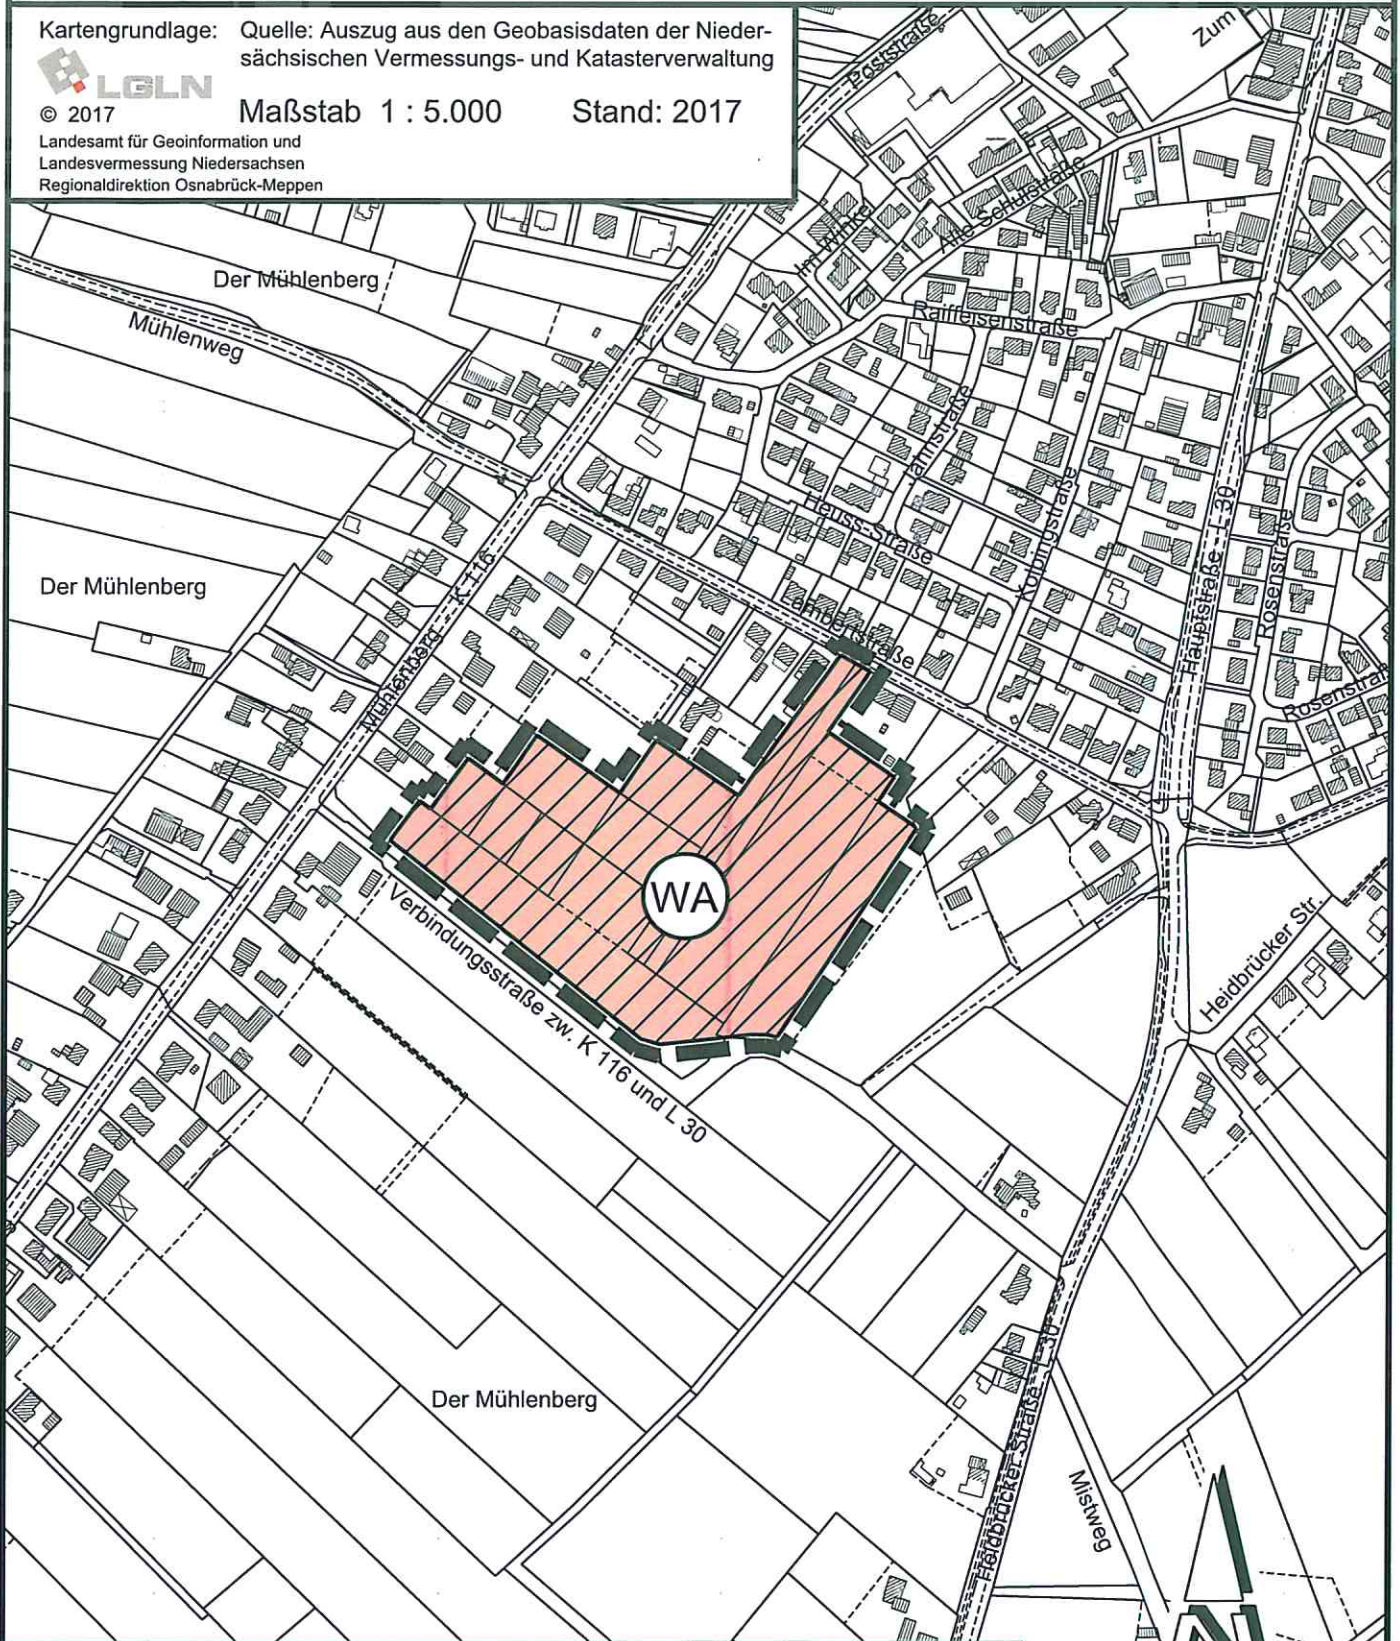 Kartengrundlage: Quelle: Auszug aus den Geobasisdaten der Nieder-
sächsischen Vermessungs- und Katasterverwaltung
LGLN
© 2017 Maßstab 1 : 5.000 Stand: 2017
Landesamt für Geoinformation und
Landesvermessung Niedersachsen
Regionaldirektion Osnabrück-Meppen
Poststraße
Zum
Im Winkel
Alte Schulstraße
Der Mühlenberg
Mühlenweg
Raiffeisenstraße
Jahnstraße
Heuss-Straße
Kolpingstraße
Hauptstraße L 30
Rosenstraße
Der Mühlenberg
Mühlenberg K 116
Lambertstraße
Rosenstraße
WA
Verbindungsstraße zw. K 116 und L 30
Heidbrücker Str.
Der Mühlenberg
Heidbrücker Straße L 30
Mistweg
N